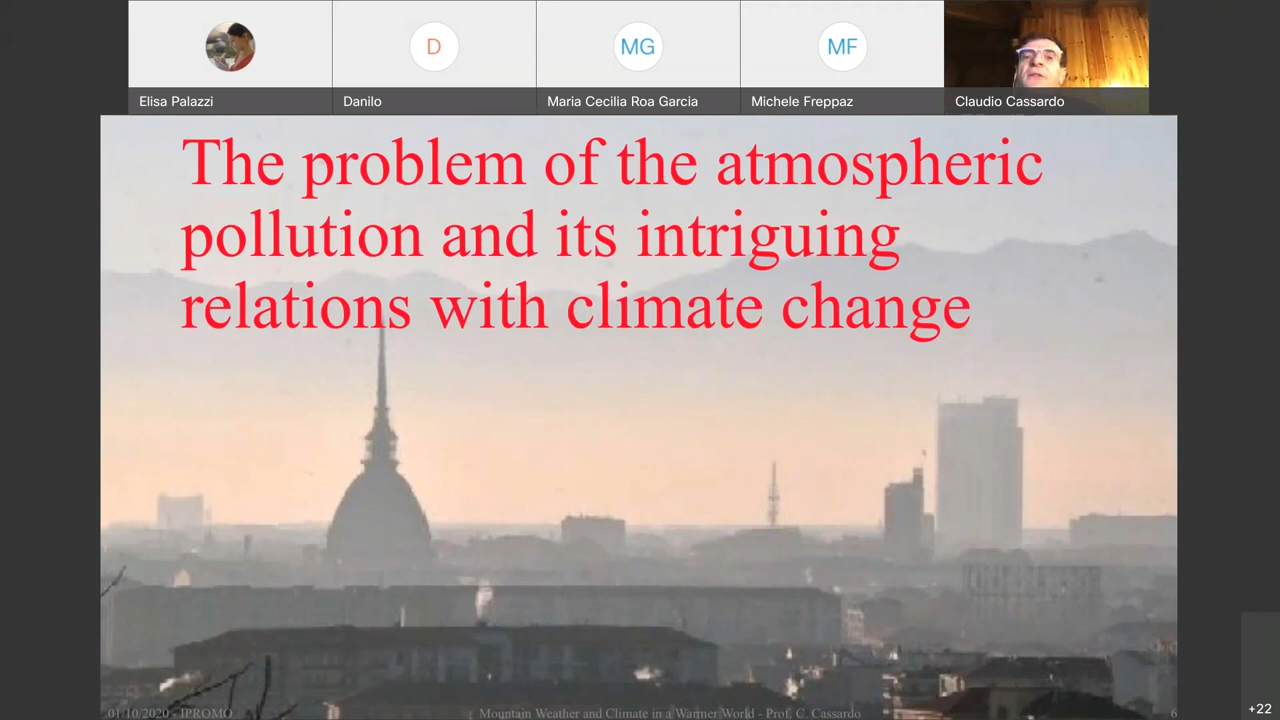 D
MG
MF
Elisa Palazzi
Danilo
Maria Cecilia Roa Garcia
Michele Freppaz
Claudio Cassardo
The problem of the atmospheric
pollution and its intriguing
relations with climate change
01/10/2020 - IPROMO
Mountain Weather and Climate in a Warmer World - Prof. C. Cassardo
6
+22